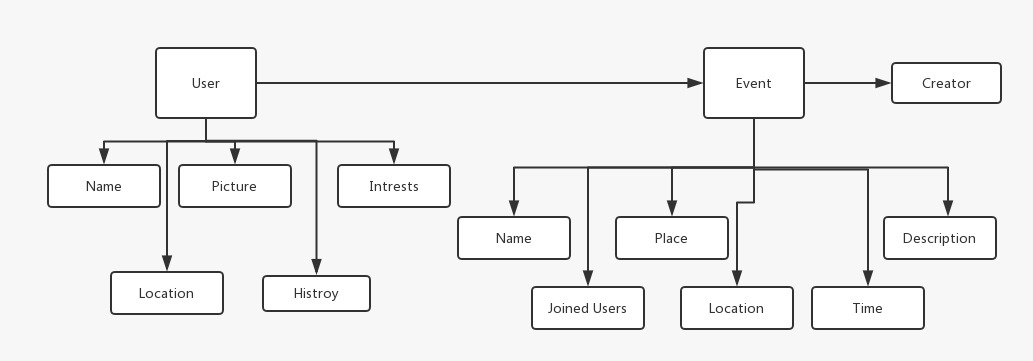 User
Event
Creator
Name
Picture
Intrests
Name
Place
Description
Location
Histroy
Joined Users
Location
Time